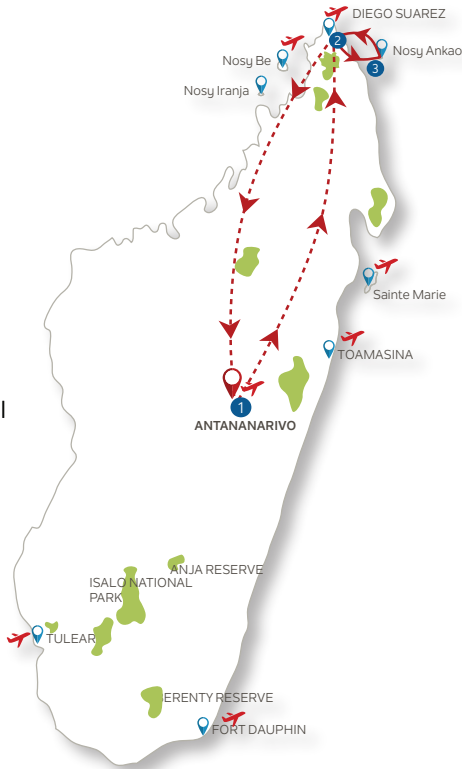 DIEGO SUAREZ
2
Nosy Ankao
Nosy Be
3
Nosy Iranja
Sainte Marie
TOAMASINA
l
1
ANTANANARIVO
ANJA RESERVE
ISALO NATIONAL
PARK
TULEAR
ERENTY RESERVE
FORT DAUPHIN